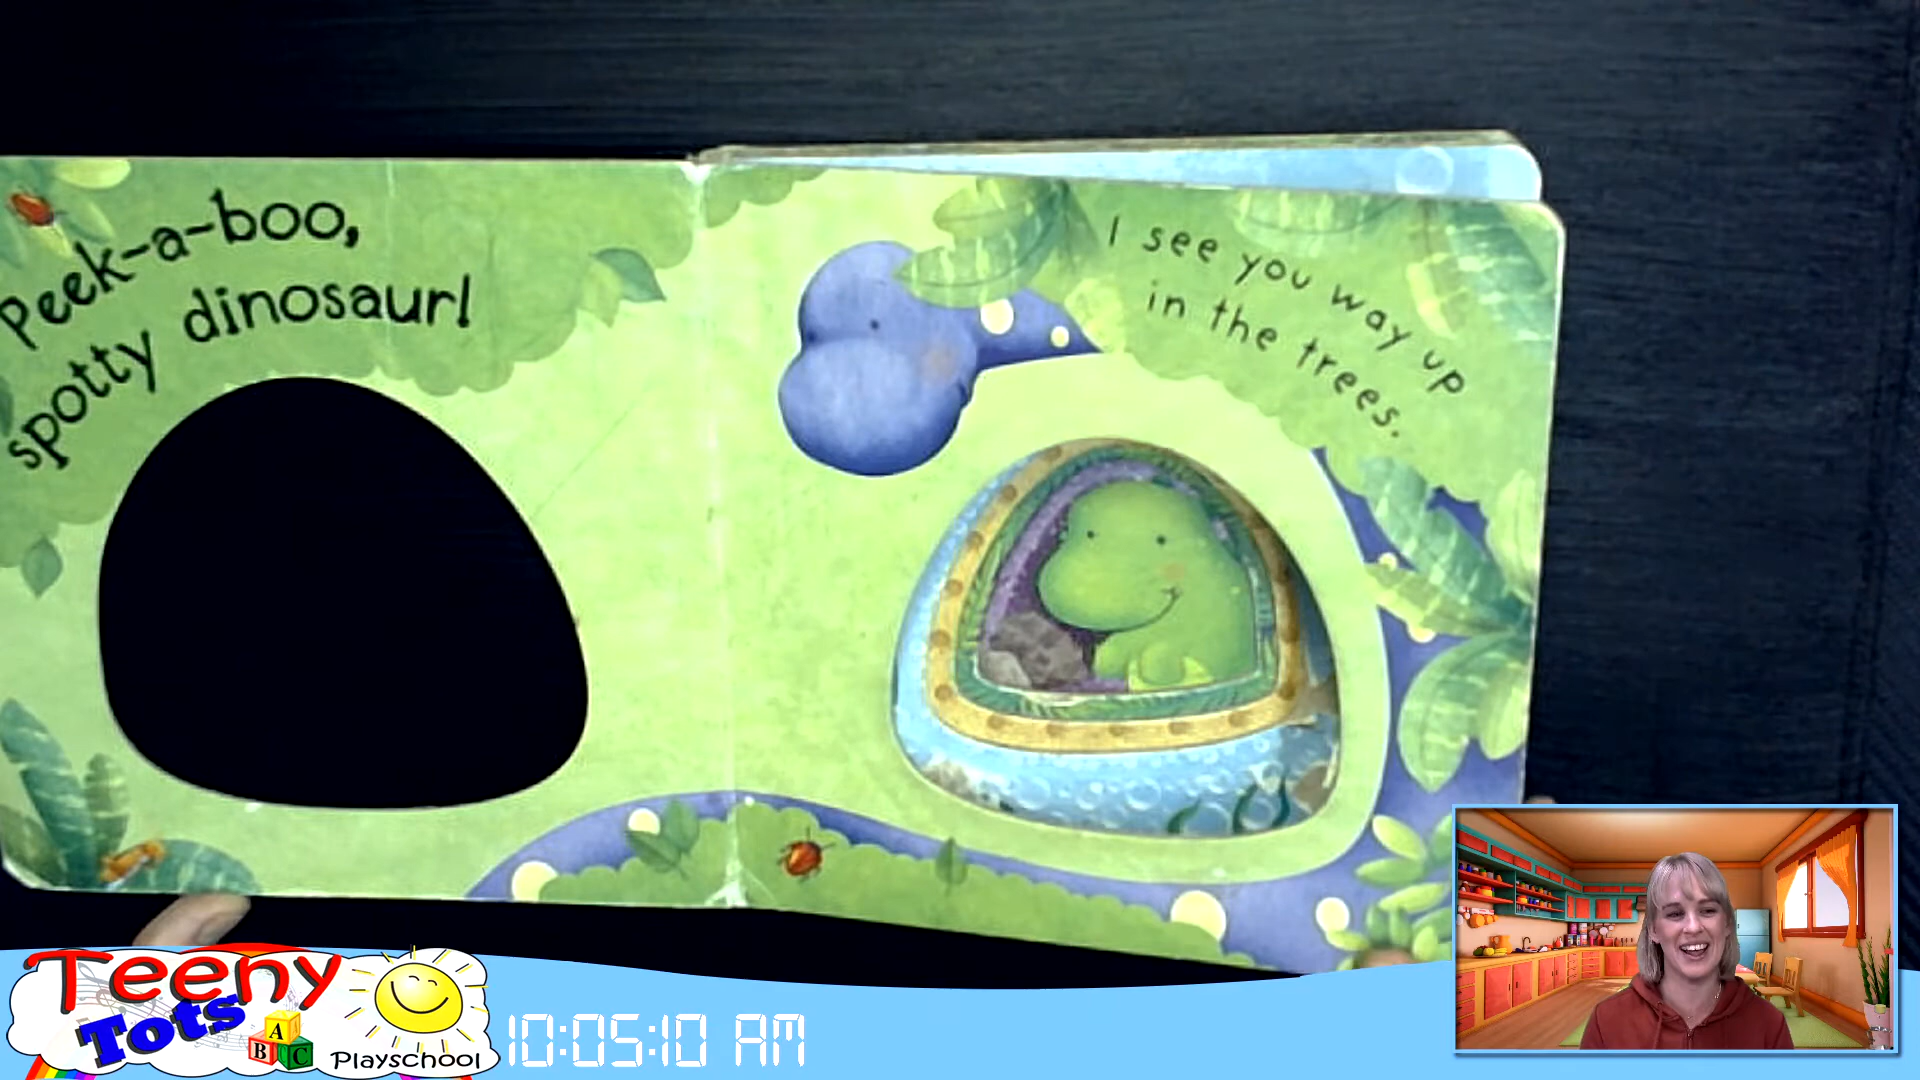 Peek-a-boo,
spotty dinosaur!
I see you way up
in the trees.
Teeny
Tots
A
B C
Playschool
10:05:10 AM